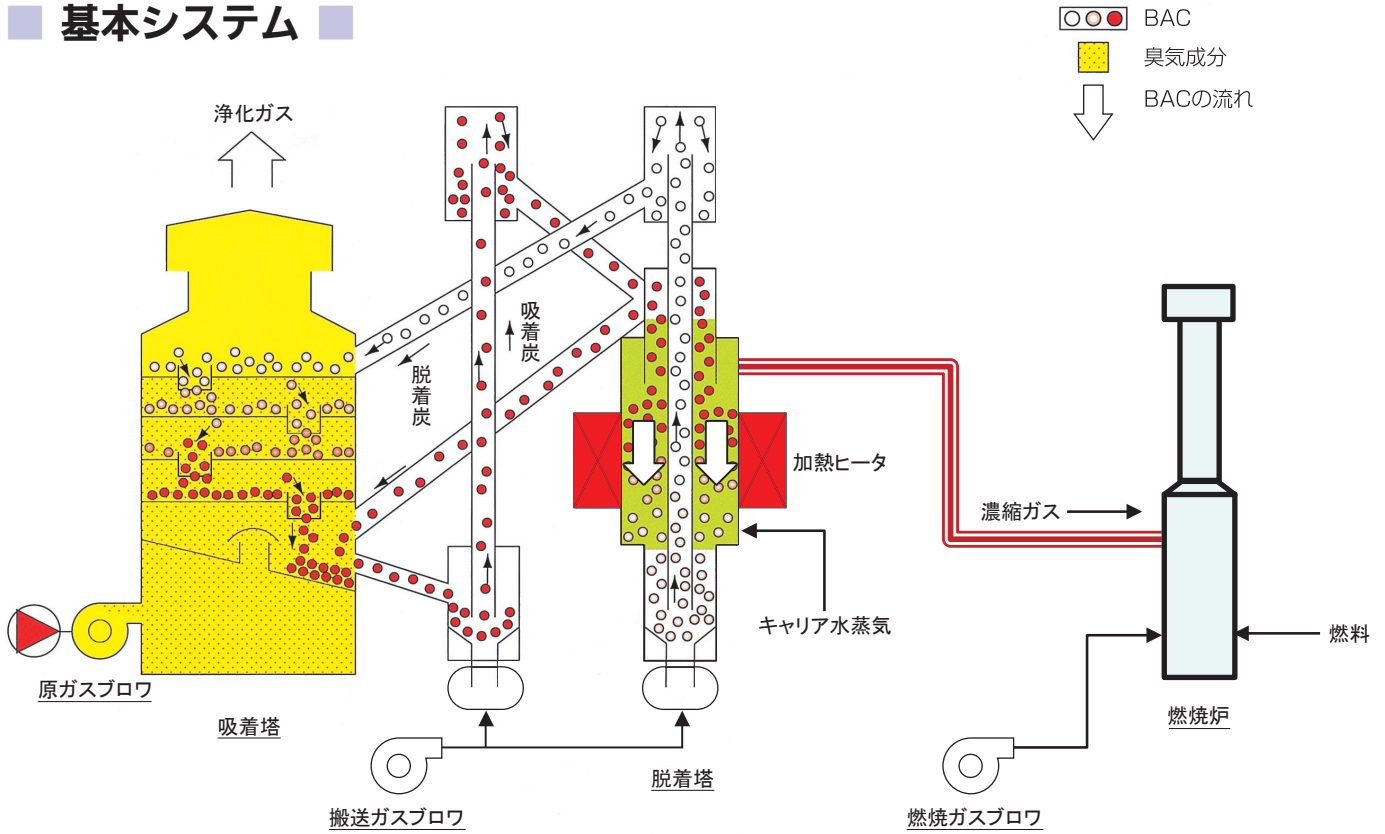 基本システム
BAC
臭気成分
BACの流れ
浄化ガス
吸着炭
脱着炭
加熱ヒータ
濃縮ガス
キャリア水蒸気
燃料
原ガスブロワ
吸着塔
燃焼炉
脱着塔
搬送ガスブロワ
燃焼ガスブロワ